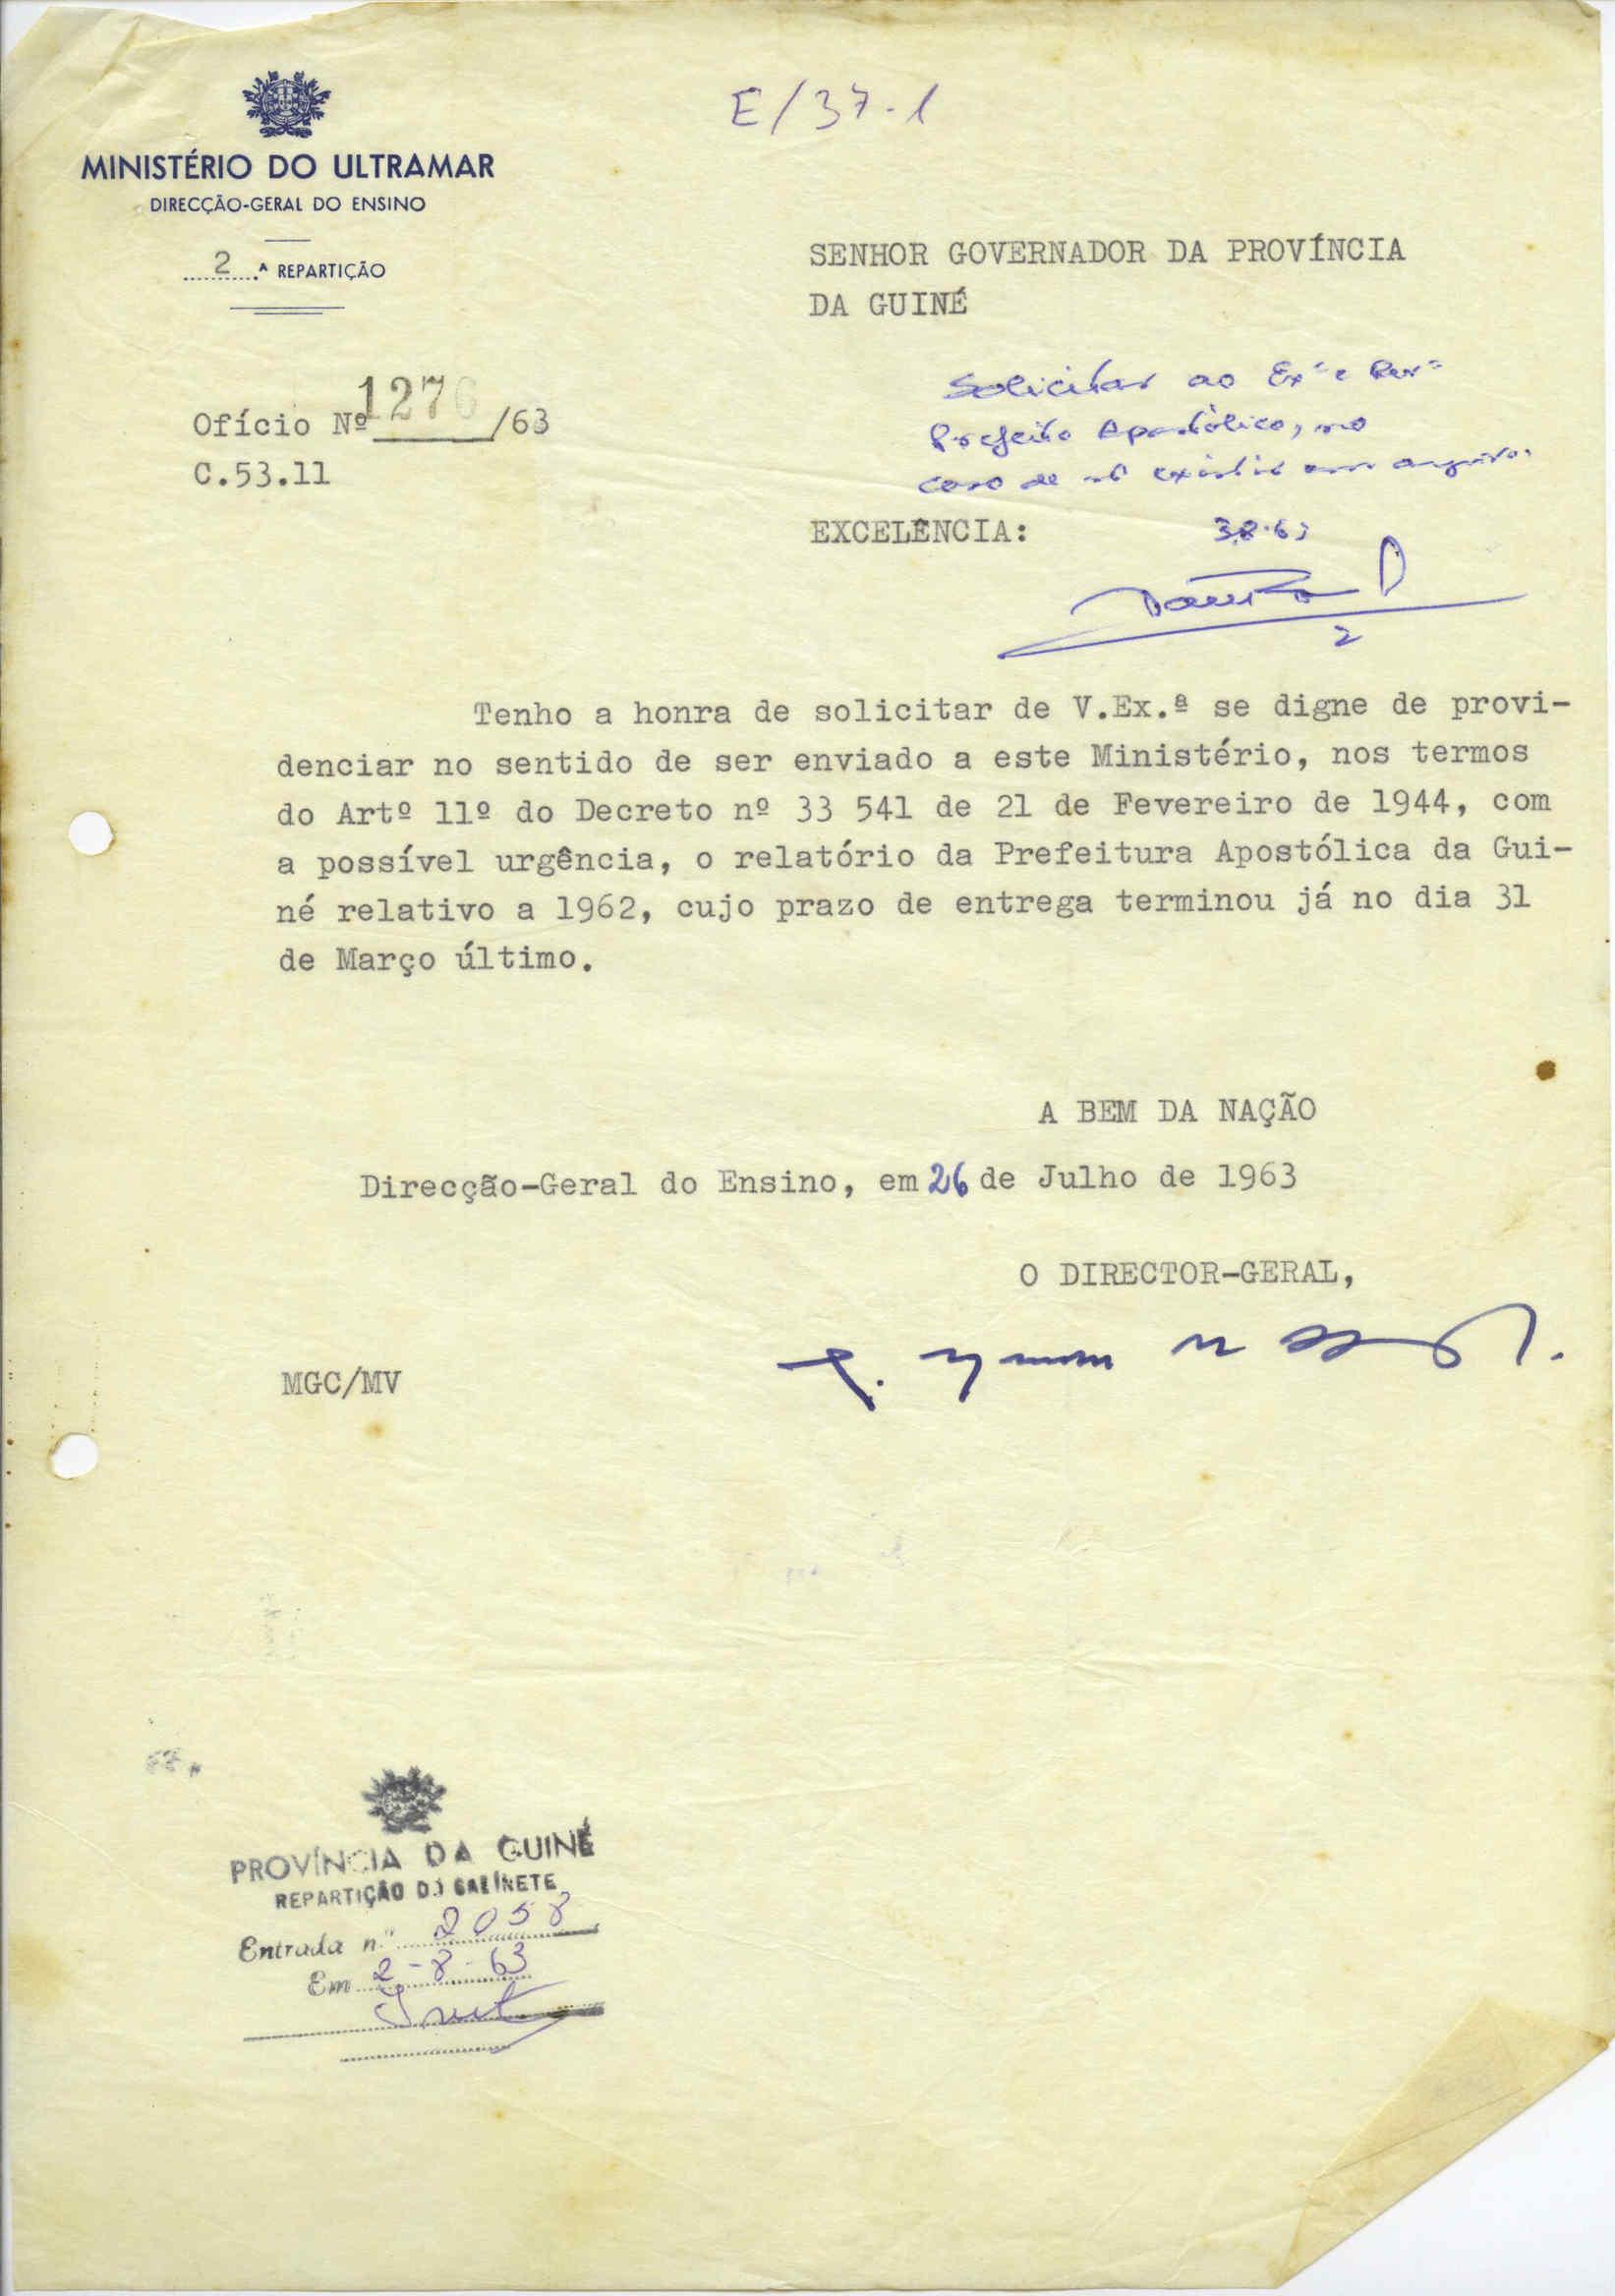 E/37-1
MINISTÉRIO DO ULTRAMAR
DIRECÇÃO-GERAL DO ENSINO
2.ª REPARTIÇÃO
SENHOR GOVERNADOR DA PROVÍNCIA
DA GUINÉ
Ofício Nº 1276/63
C.53.11
Solicitar ao Exº e Revº
Prefeito Apostólico, no
caso de não existir em arquivo.
3.8.63
EXCELÊNCIA:
2
Tenho a honra de solicitar de V.Ex.ª se digne de provi-
denciar no sentido de ser enviado a este Ministério, nos termos
do Artº 11º do Decreto nº 33 541 de 21 de Fevereiro de 1944, com
a possível urgência, o relatório da Prefeitura Apostólica da Gui-
né relativo a 1962, cujo prazo de entrega terminou já no dia 31
de Março último.
A BEM DA NAÇÃO
Direcção-Geral do Ensino, em 26 de Julho de 1963
O DIRECTOR-GERAL,
MGC/MV
PROVÍNCIA DA GUINÉ
REPARTIÇÃO DO GABINETE
Entrada n.º 2058
Em 2-8-63